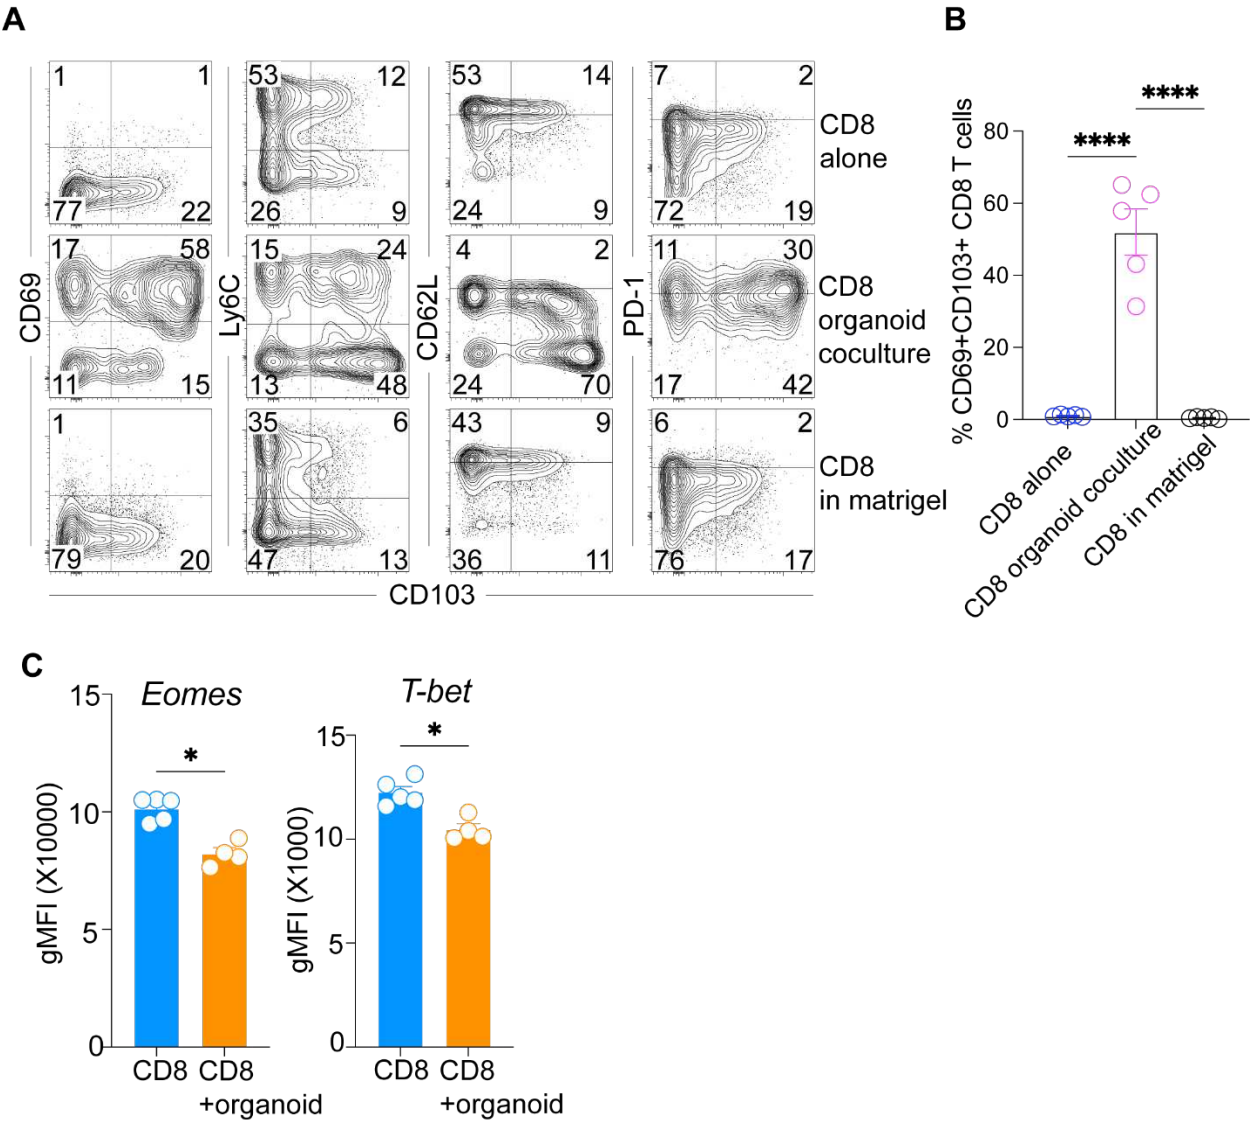 A
B
1 1 53 12 53 14 7 2
CD8
alone
77 22 26 9 24 9 72 19
17 58 15 24 4 2 11 30
CD8
organoid
coculture
11 15 13 48 24 70 17 42
1 35 6 43 9 6 2
CD8
in matrigel
79 20 47 13 36 11 76 17
CD69
Ly6C
CD62L
PD-1
CD103
% CD69+CD103+ CD8 T cells
80
60
40
20
0
****
****
CD8 alone
CD8 organoid coculture
CD8 in matrigel
C
Eomes
*
gMFI (X10000)
15
10
5
0
CD8
CD8
+organoid
T-bet
*
gMFI (X1000)
15
10
5
0
CD8
CD8
+organoid